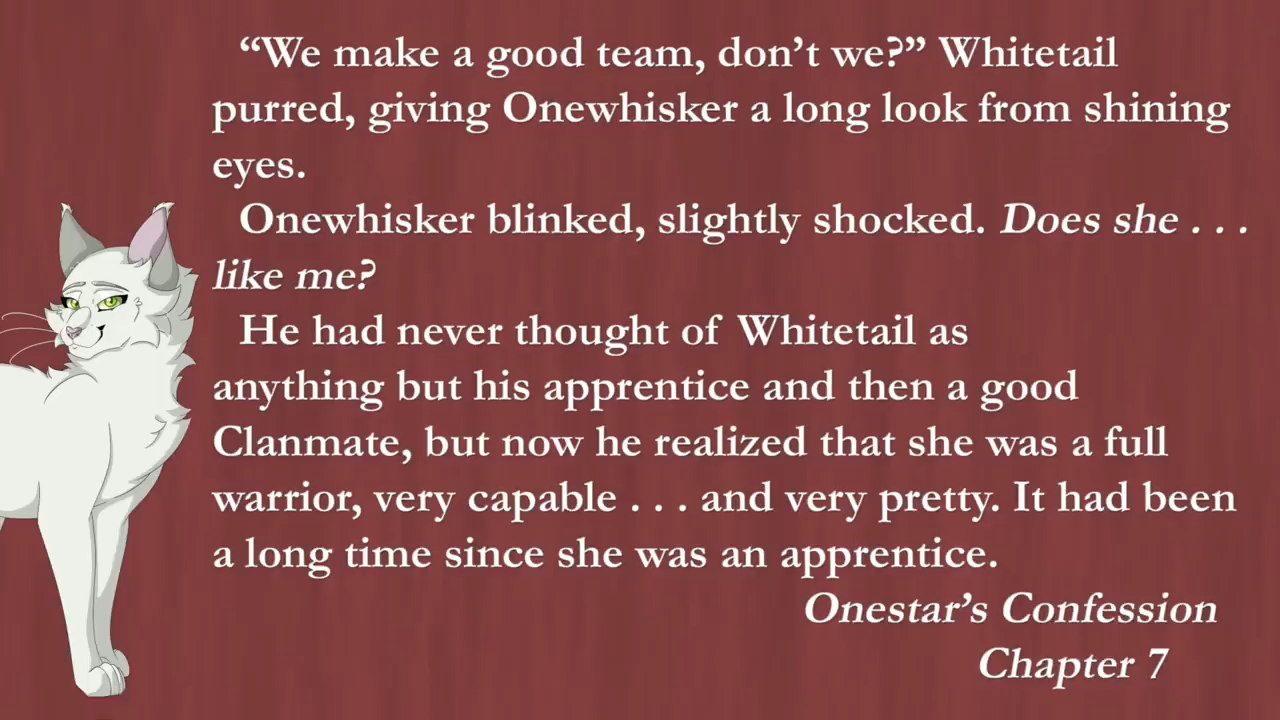 “We make a good team, don’t we?” Whitetail
purred, giving Onewhisker a long look from shining
eyes.
Onewhisker blinked, slightly shocked. Does she . . .
like me?
He had never thought of Whitetail as
anything but his apprentice and then a good
Clanmate, but now he realized that she was a full
warrior, very capable . . . and very pretty. It had been
a long time since she was an apprentice.
Onestar’s Confession
Chapter 7